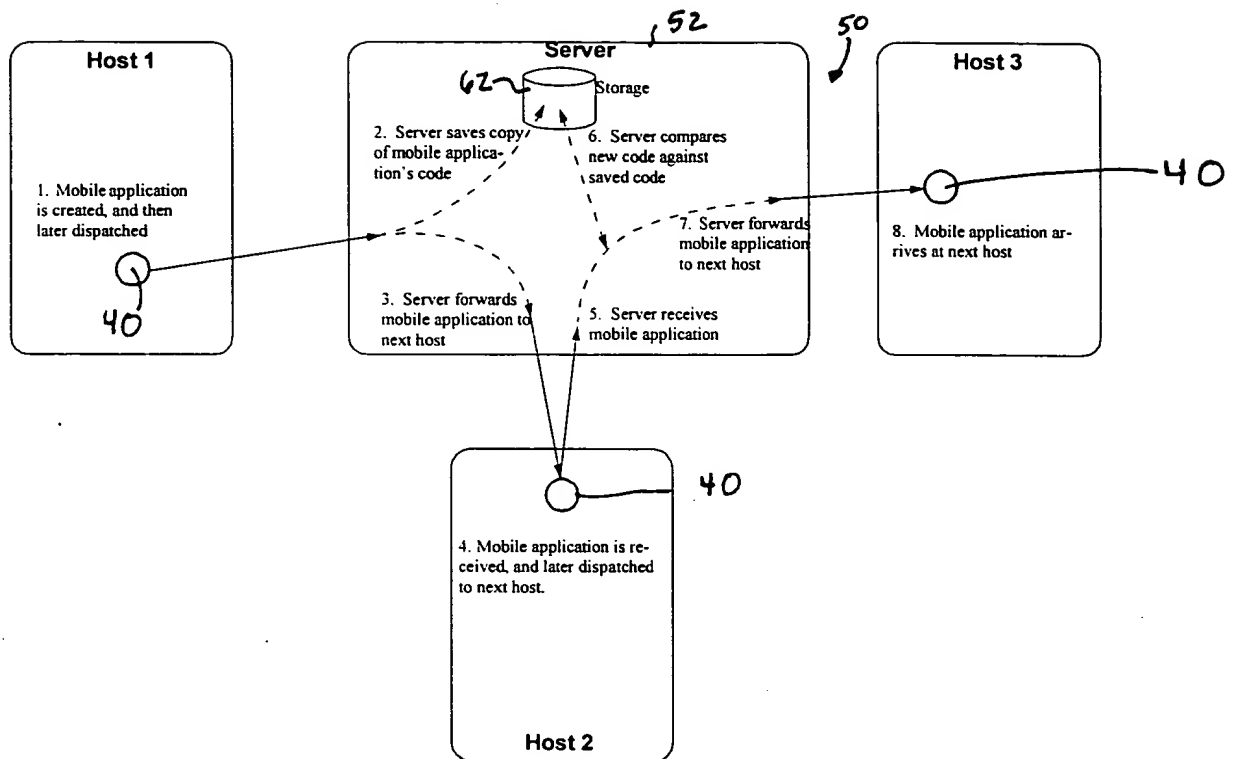 52
50
Host 1
Server
Host 3
62
Storage
2. Server saves copy
of mobile applica-
tion's code
6. Server compares
new code against
saved code
1. Mobile application
is created, and then
later dispatched
40
7. Server forwards
mobile application
to next host
8. Mobile application ar-
rives at next host
40
3. Server forwards
mobile application to
next host
5. Server receives
mobile application
40
4. Mobile application is re-
ceived, and later dispatched
to next host.
Host 2